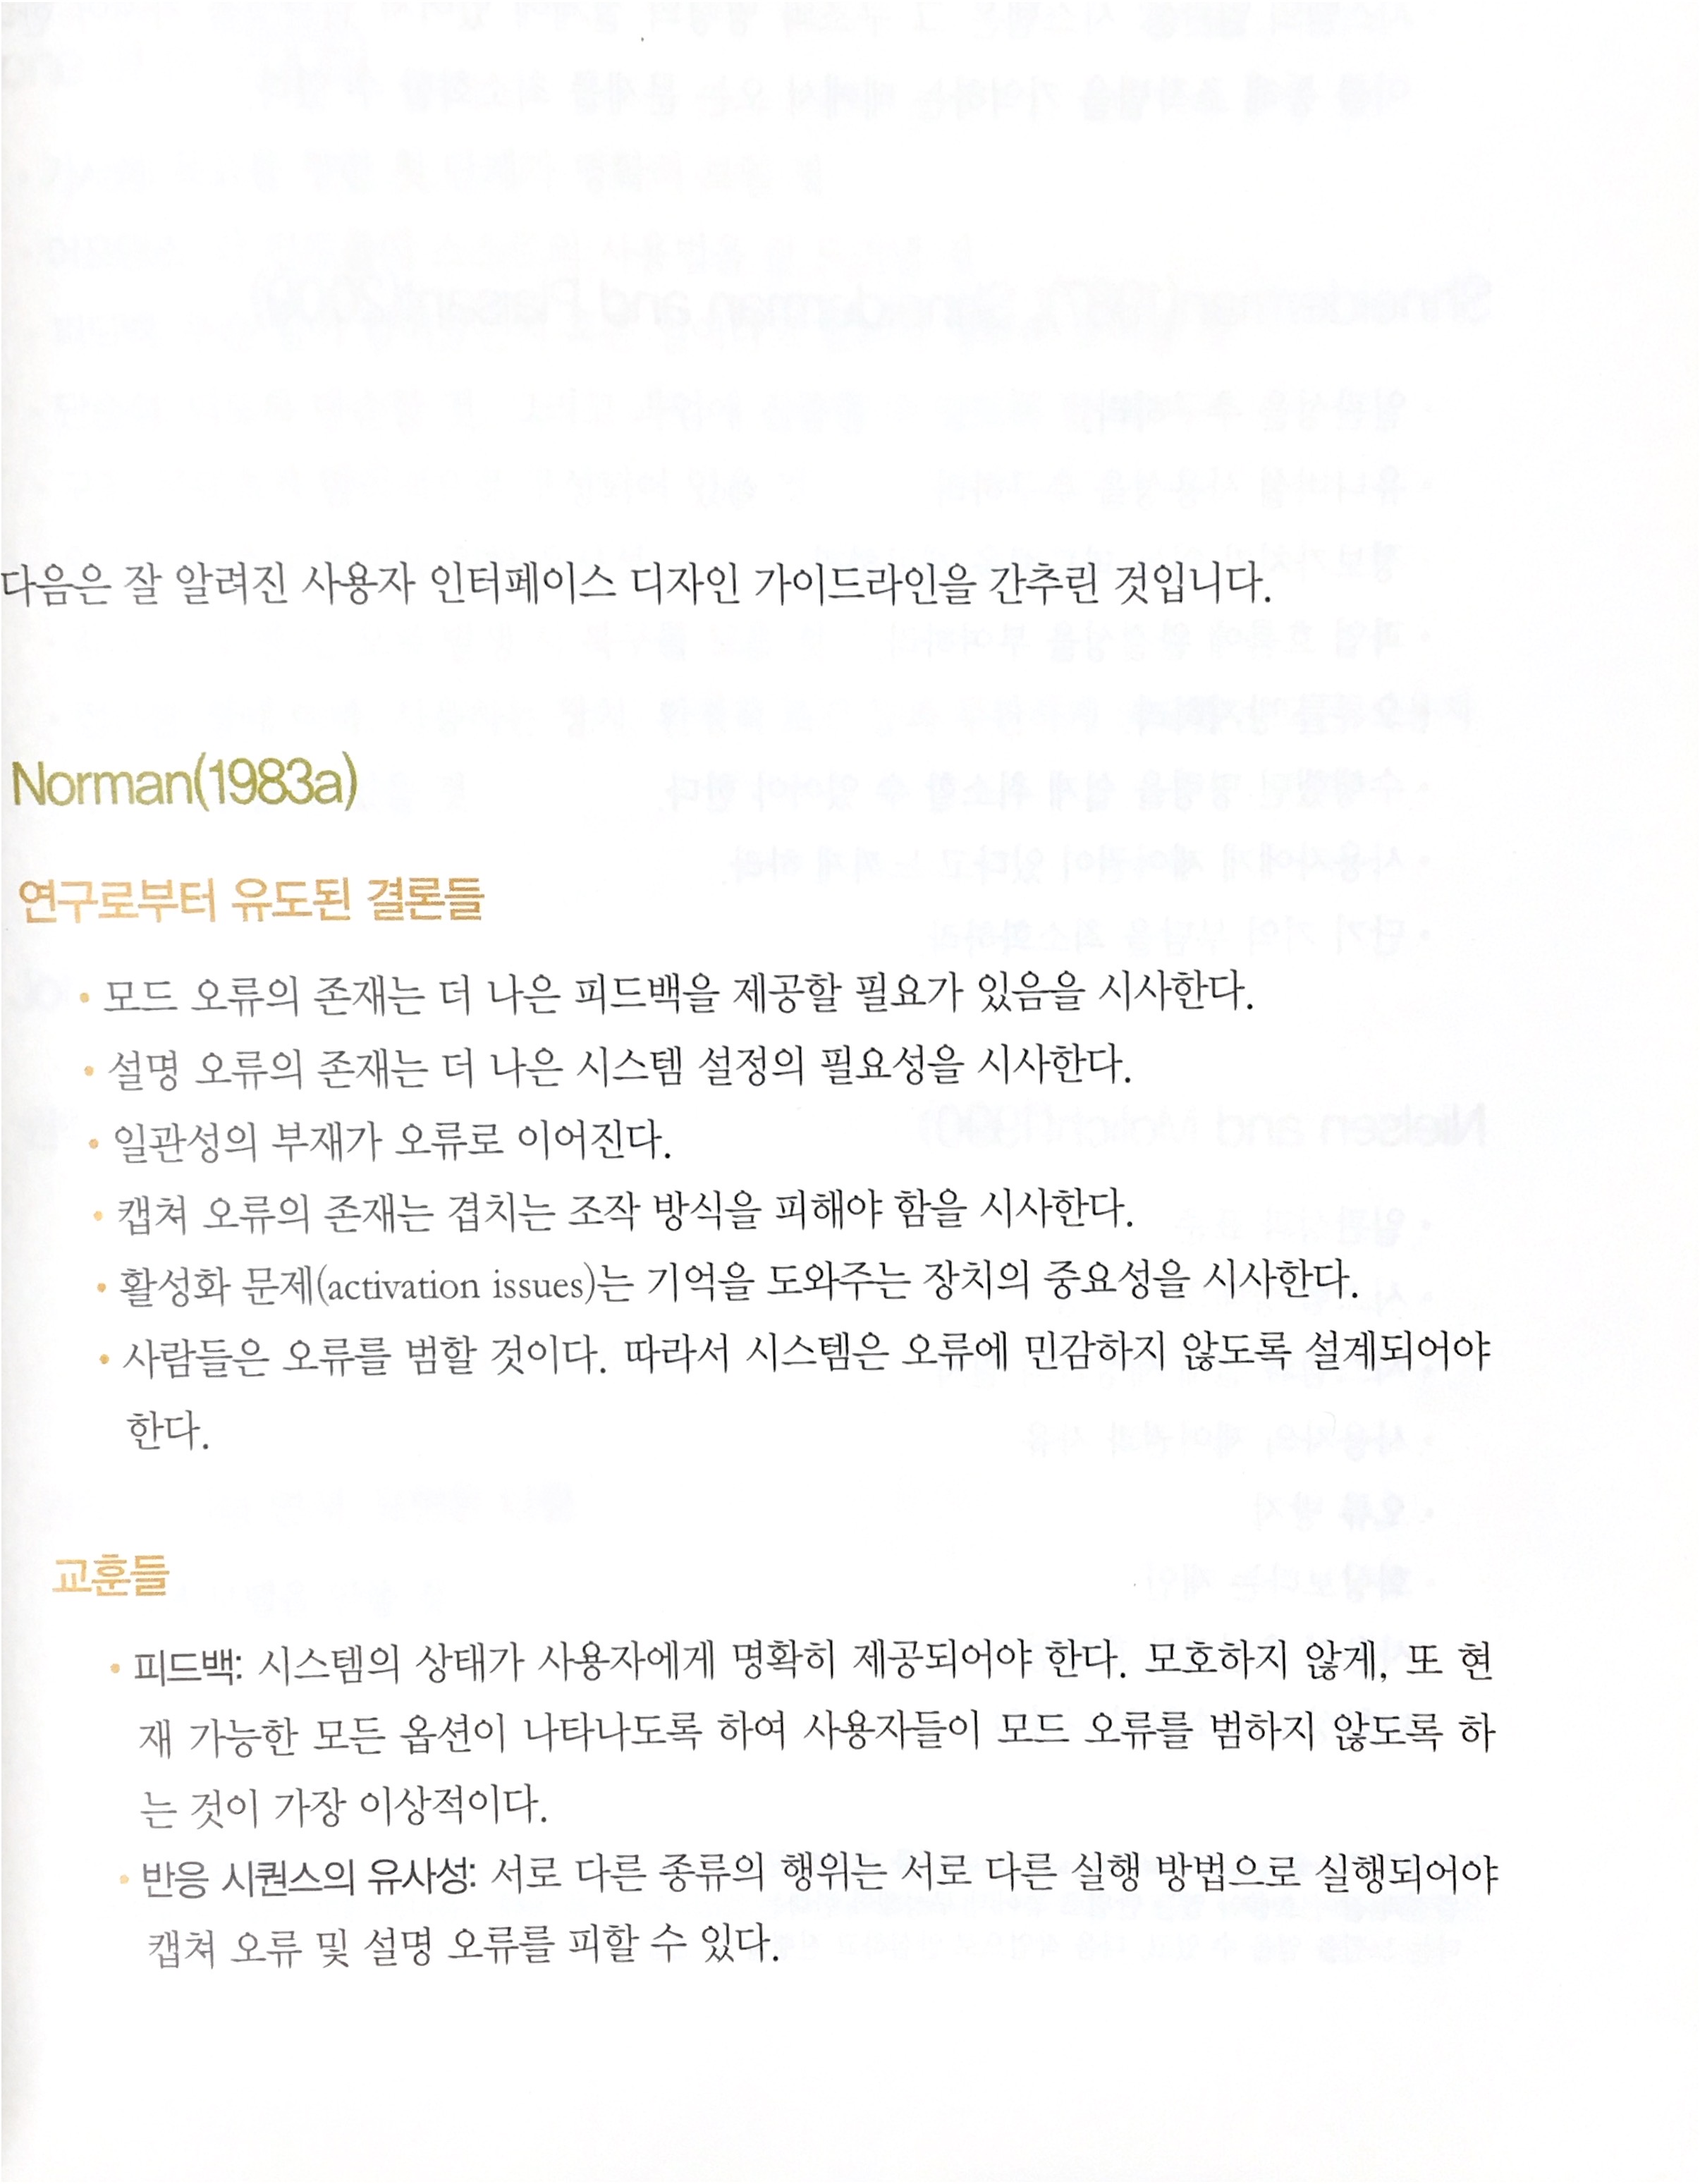 다음은 잘 알려진 사용자 인터페이스 디자인 가이드라인을 간추린 것입니다.
Norman(1983a)
연구로부터 유도된 결론들
• 모드 오류의 존재는 더 나은 피드백을 제공할 필요가 있음을 시사한다.
• 설명 오류의 존재는 더 나은 시스템 설정의 필요성을 시사한다.
• 일관성의 부재가 오류로 이어진다.
• 캡쳐 오류의 존재는 겹치는 조작 방식을 피해야 함을 시사한다.
• 활성화 문제(activation issues)는 기억을 도와주는 장치의 중요성을 시사한다.
• 사람들은 오류를 범할 것이다. 따라서 시스템은 오류에 민감하지 않도록 설계되어야
한다.
교훈들
• 피드백: 시스템의 상태가 사용자에게 명확히 제공되어야 한다. 모호하지 않게, 또 현
재 가능한 모든 옵션이 나타나도록 하여 사용자들이 모드 오류를 범하지 않도록 하
는 것이 가장 이상적이다.
• 반응 시퀀스의 유사성: 서로 다른 종류의 행위는 서로 다른 실행 방법으로 실행되어야
캡쳐 오류 및 설명 오류를 피할 수 있다.